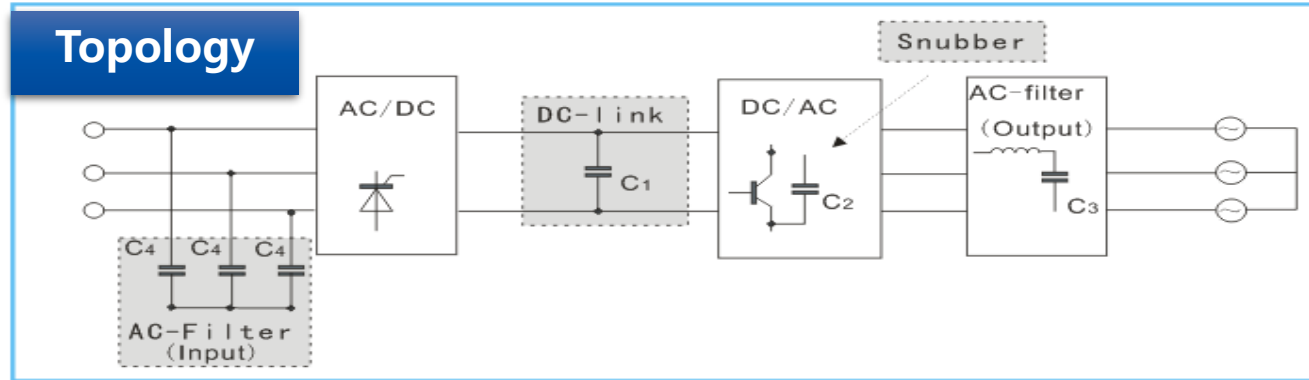 Topology
Snubber
AC/DC
DC-link
DC/AC
AC-filter
(Output)
C1
C2
C3
C4 C4 C4
AC-Filter
(Input)